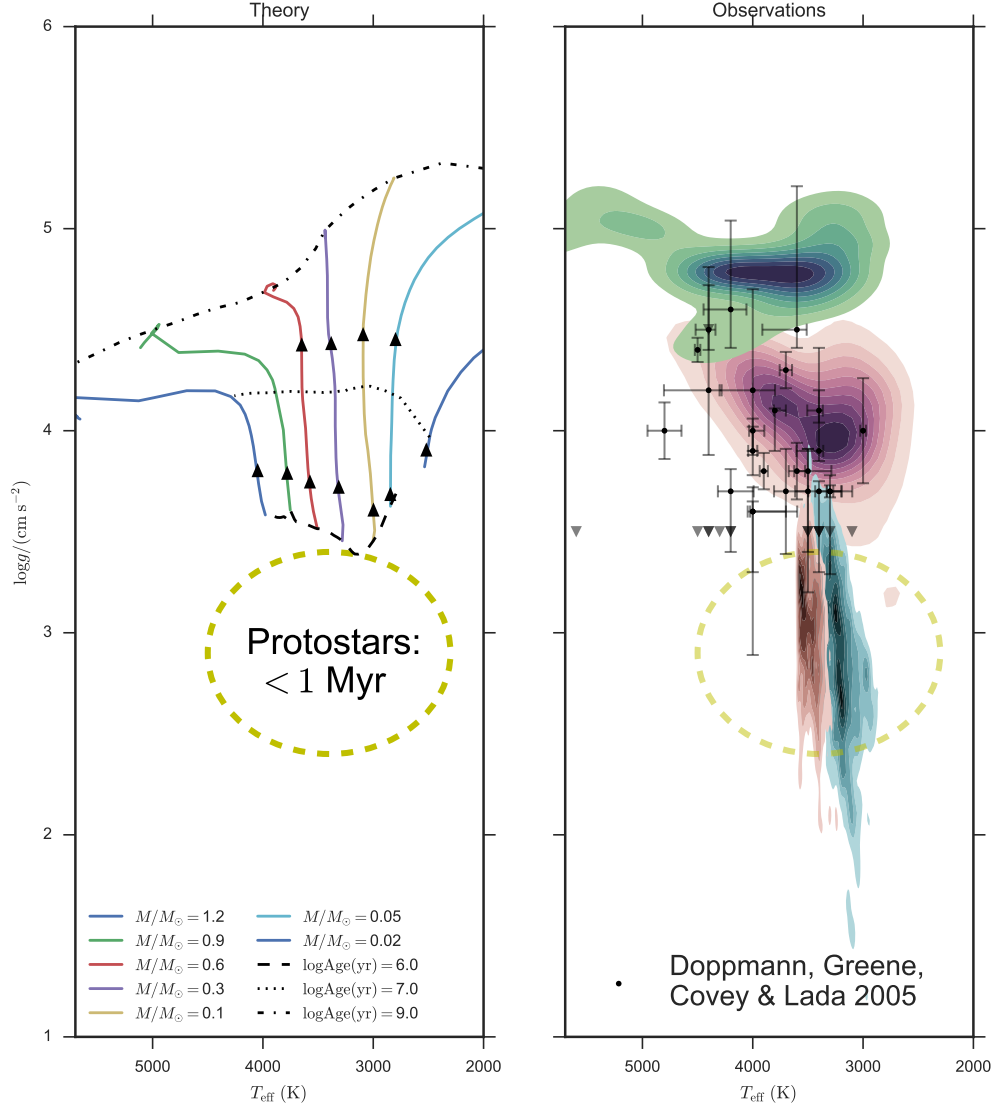 Theory
Observations
6
5
4
3
2
1
log g/(cm s⁻²)
Protostars:
< 1 Myr
M/M☉ = 1.2
M/M☉ = 0.9
M/M☉ = 0.6
M/M☉ = 0.3
M/M☉ = 0.1
M/M☉ = 0.05
M/M☉ = 0.02
logAge(yr) = 6.0
logAge(yr) = 7.0
logAge(yr) = 9.0
5000 4000 3000 2000
T_eff (K)
Doppmann, Greene,
Covey & Lada 2005
5000 4000 3000 2000
T_eff (K)